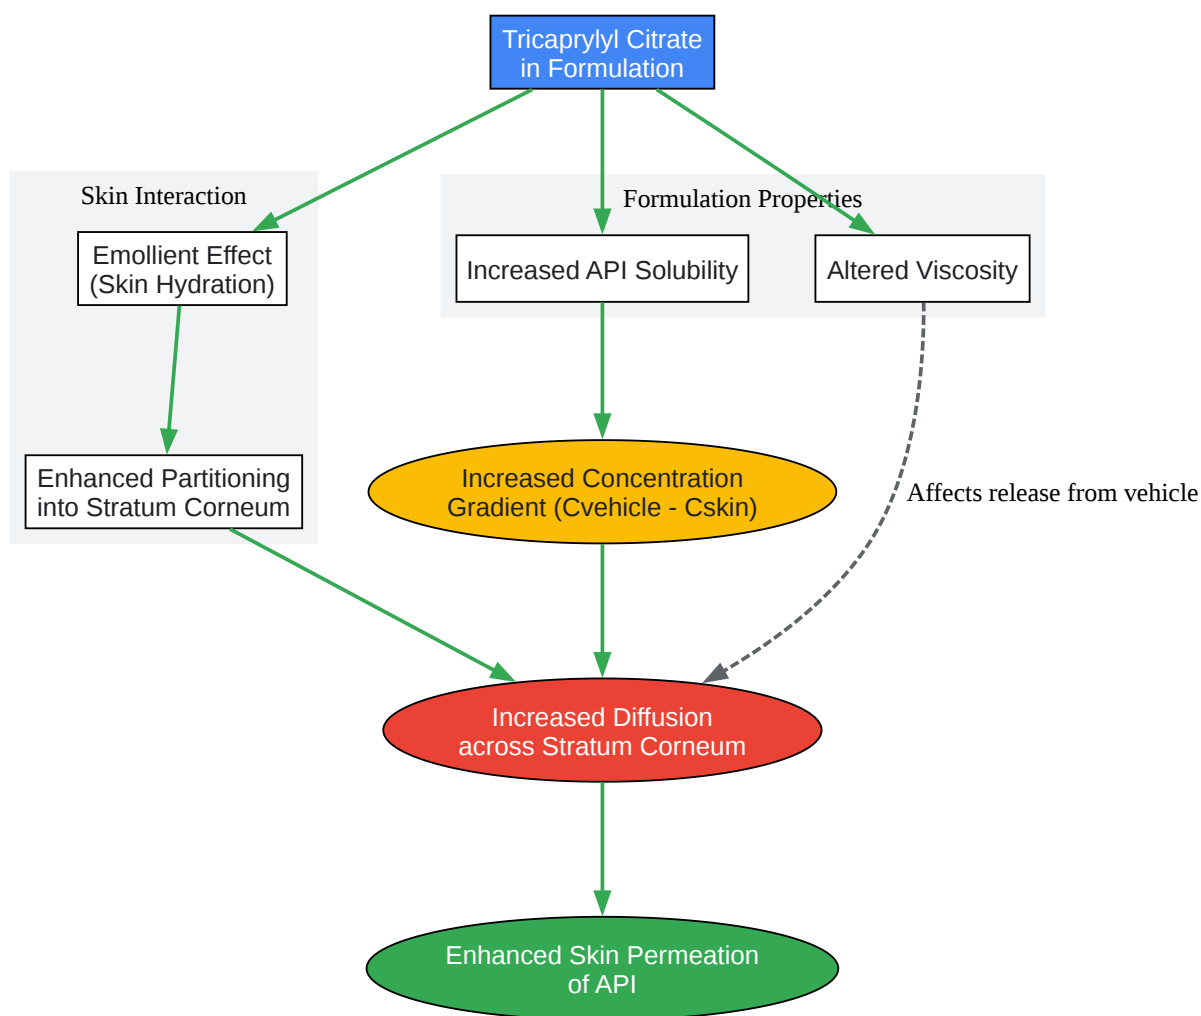 Tricaprylyl Citrate
in Formulation
Skin Interaction
Formulation Properties
Emollient Effect
(Skin Hydration)
Increased API Solubility
Altered Viscosity
Enhanced Partitioning
into Stratum Corneum
Increased Concentration
Gradient (Cvehicle - Cskin)
Affects release from vehicle
Increased Diffusion
across Stratum Corneum
Enhanced Skin Permeation
of API